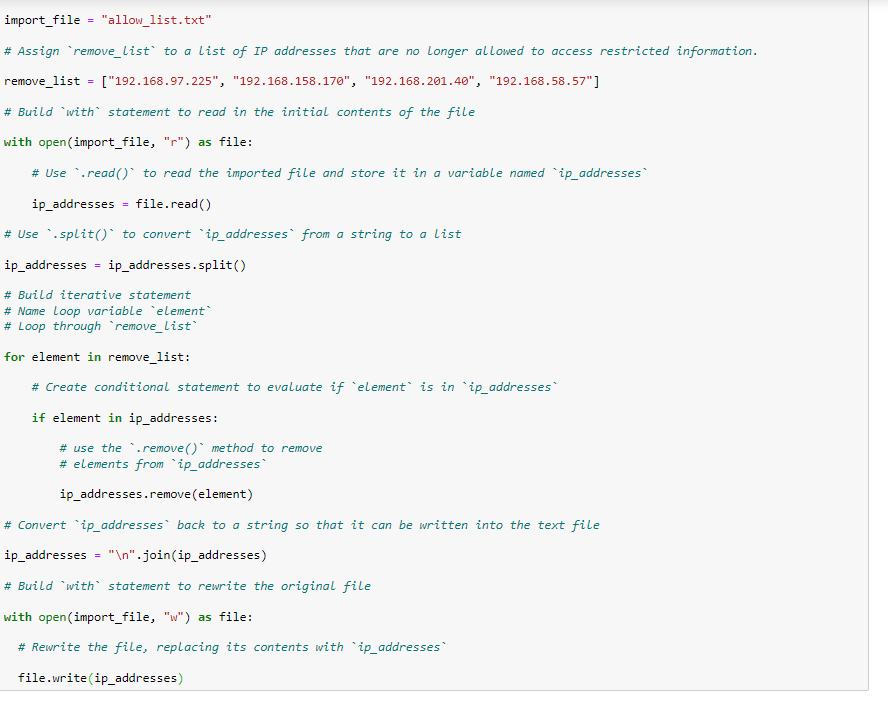 import_file = "allow_list.txt"
# Assign `remove_list` to a list of IP addresses that are no longer allowed to access restricted information.
remove_list = ["192.168.97.225", "192.168.158.170", "192.168.201.40", "192.168.58.57"]
# Build `with` statement to read in the initial contents of the file
with open(import_file, "r") as file:
    # Use `.read()` to read the imported file and store it in a variable named `ip_addresses`
    ip_addresses = file.read()
# Use `.split()` to convert `ip_addresses` from a string to a list
ip_addresses = ip_addresses.split()
# Build iterative statement
# Name loop variable `element`
# Loop through `remove_list`
for element in remove_list:
    # Create conditional statement to evaluate if `element` is in `ip_addresses`
    if element in ip_addresses:
        # use the `.remove()` method to remove
        # elements from `ip_addresses`
        ip_addresses.remove(element)
# Convert `ip_addresses` back to a string so that it can be written into the text file
ip_addresses = "\n".join(ip_addresses)
# Build `with` statement to rewrite the original file
with open(import_file, "w") as file:
  # Rewrite the file, replacing its contents with `ip_addresses`
  file.write(ip_addresses)